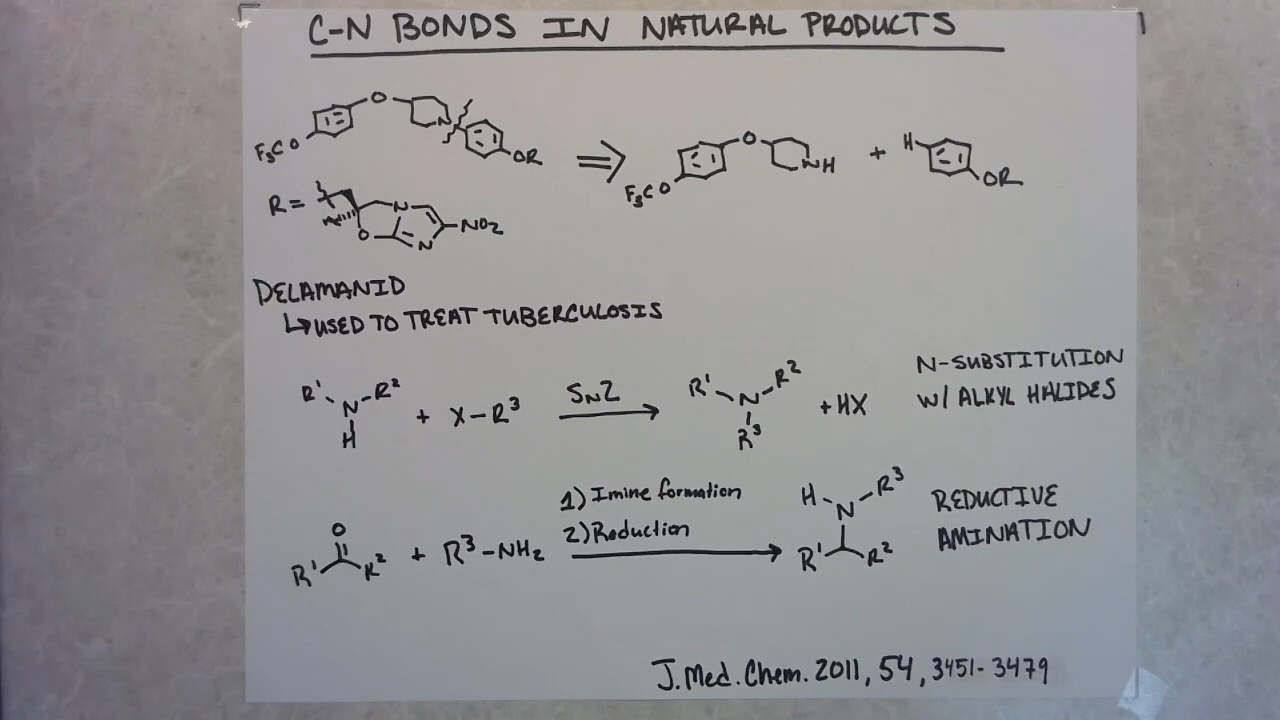 C-N BONDS IN NATURAL PRODUCTS
F₃CO O N OR ⇒ F₃CO O NH + H OR
R= N O N NO2
DELAMANID
↳USED TO TREAT TUBERCULOSIS
R¹ N R² H + X-R³ SN2 R¹ N R² R³ +HX
N-SUBSTITUTION
W/ ALKYL HALIDES
R¹ O R² + R³-NH₂
1) Imine formation
2) Reduction
H N R³ R¹ R²
REDUCTIVE
AMINATION
J. Med. Chem. 2011, 54, 3451-3479